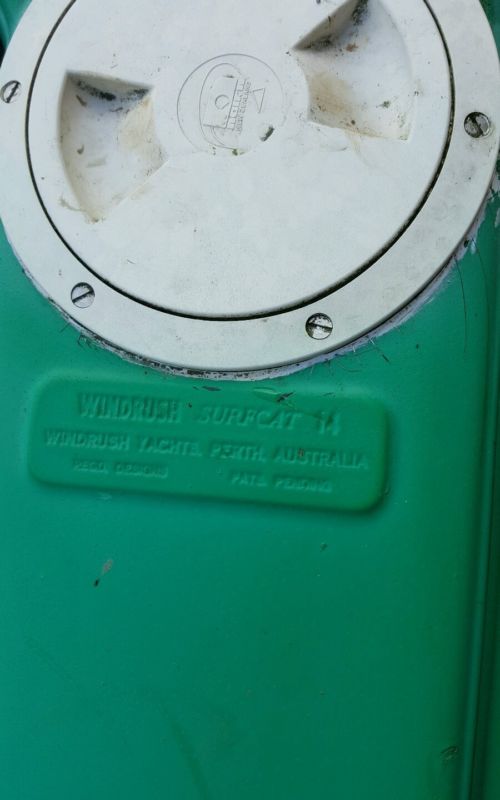 WINDRUSH SURFCAT 14
WINDRUSH YACHTS, PERTH, AUSTRALIA
REGD. DESIGNS PATS. PENDING